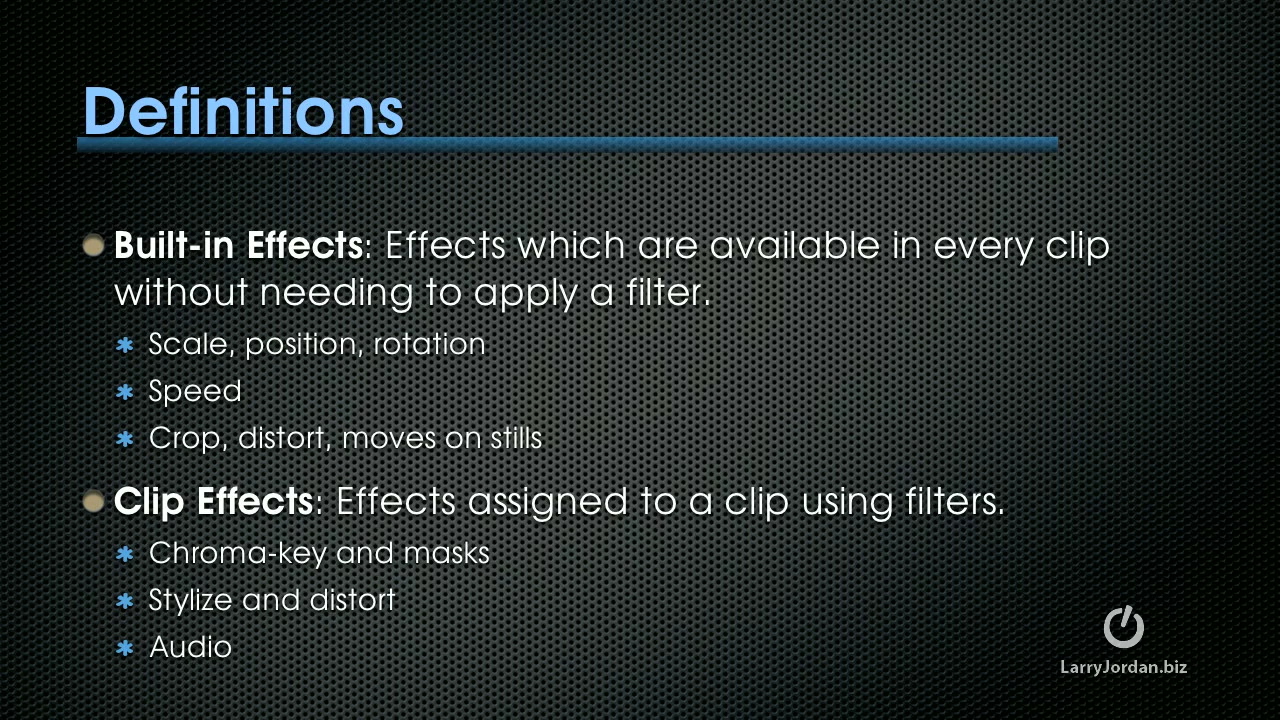 Definitions
Built-in Effects: Effects which are available in every clip
without needing to apply a filter.
Scale, position, rotation
Speed
Crop, distort, moves on stills
Clip Effects: Effects assigned to a clip using filters.
Chroma-key and masks
Stylize and distort
Audio
LarryJordan.biz